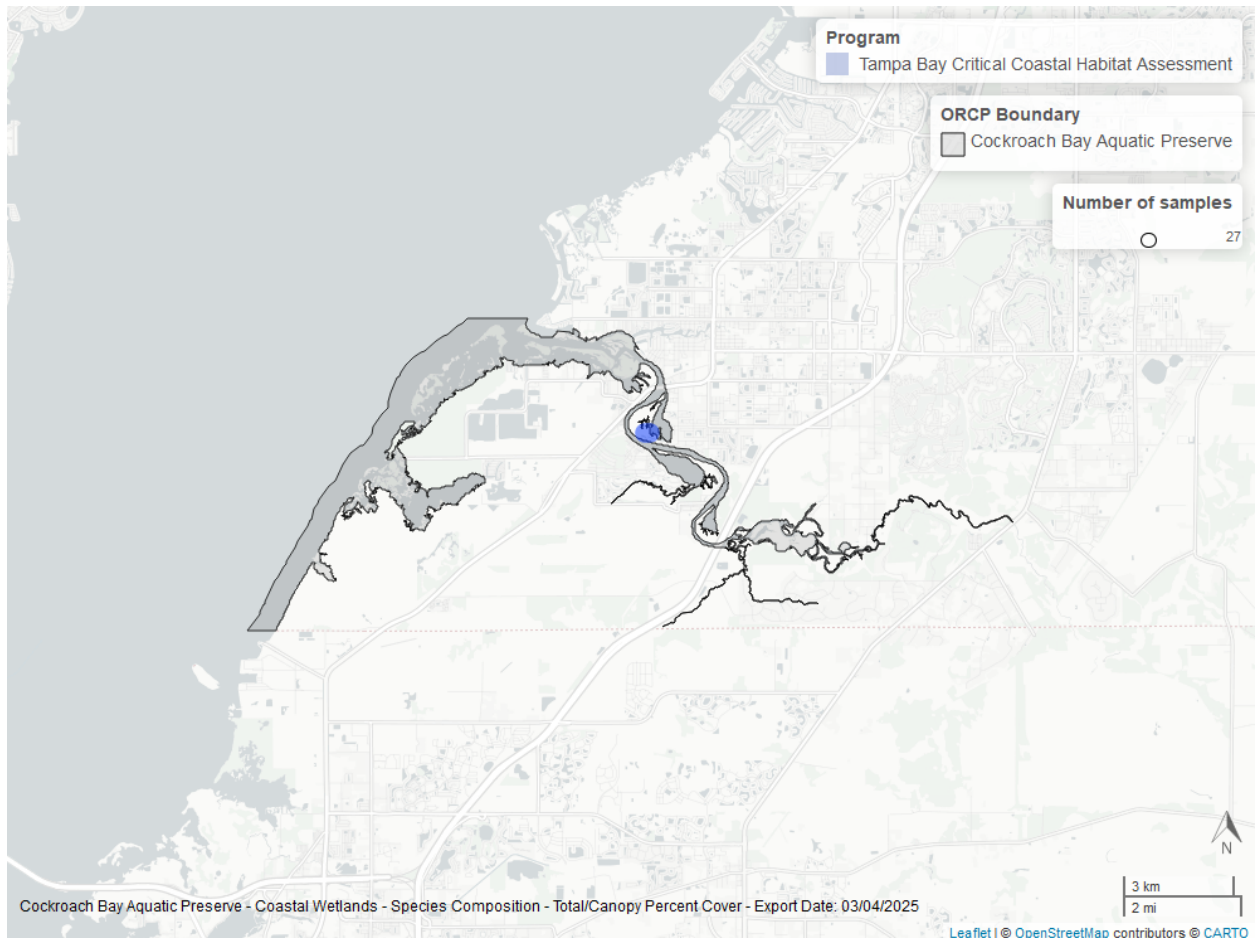 Program
Tampa Bay Critical Coastal Habitat Assessment
ORCP Boundary
Cockroach Bay Aquatic Preserve
Number of samples
27
N
3 km
2 mi
Cockroach Bay Aquatic Preserve - Coastal Wetlands - Species Composition - Total/Canopy Percent Cover - Export Date: 03/04/2025
Leaflet | © OpenStreetMap contributors © CARTO